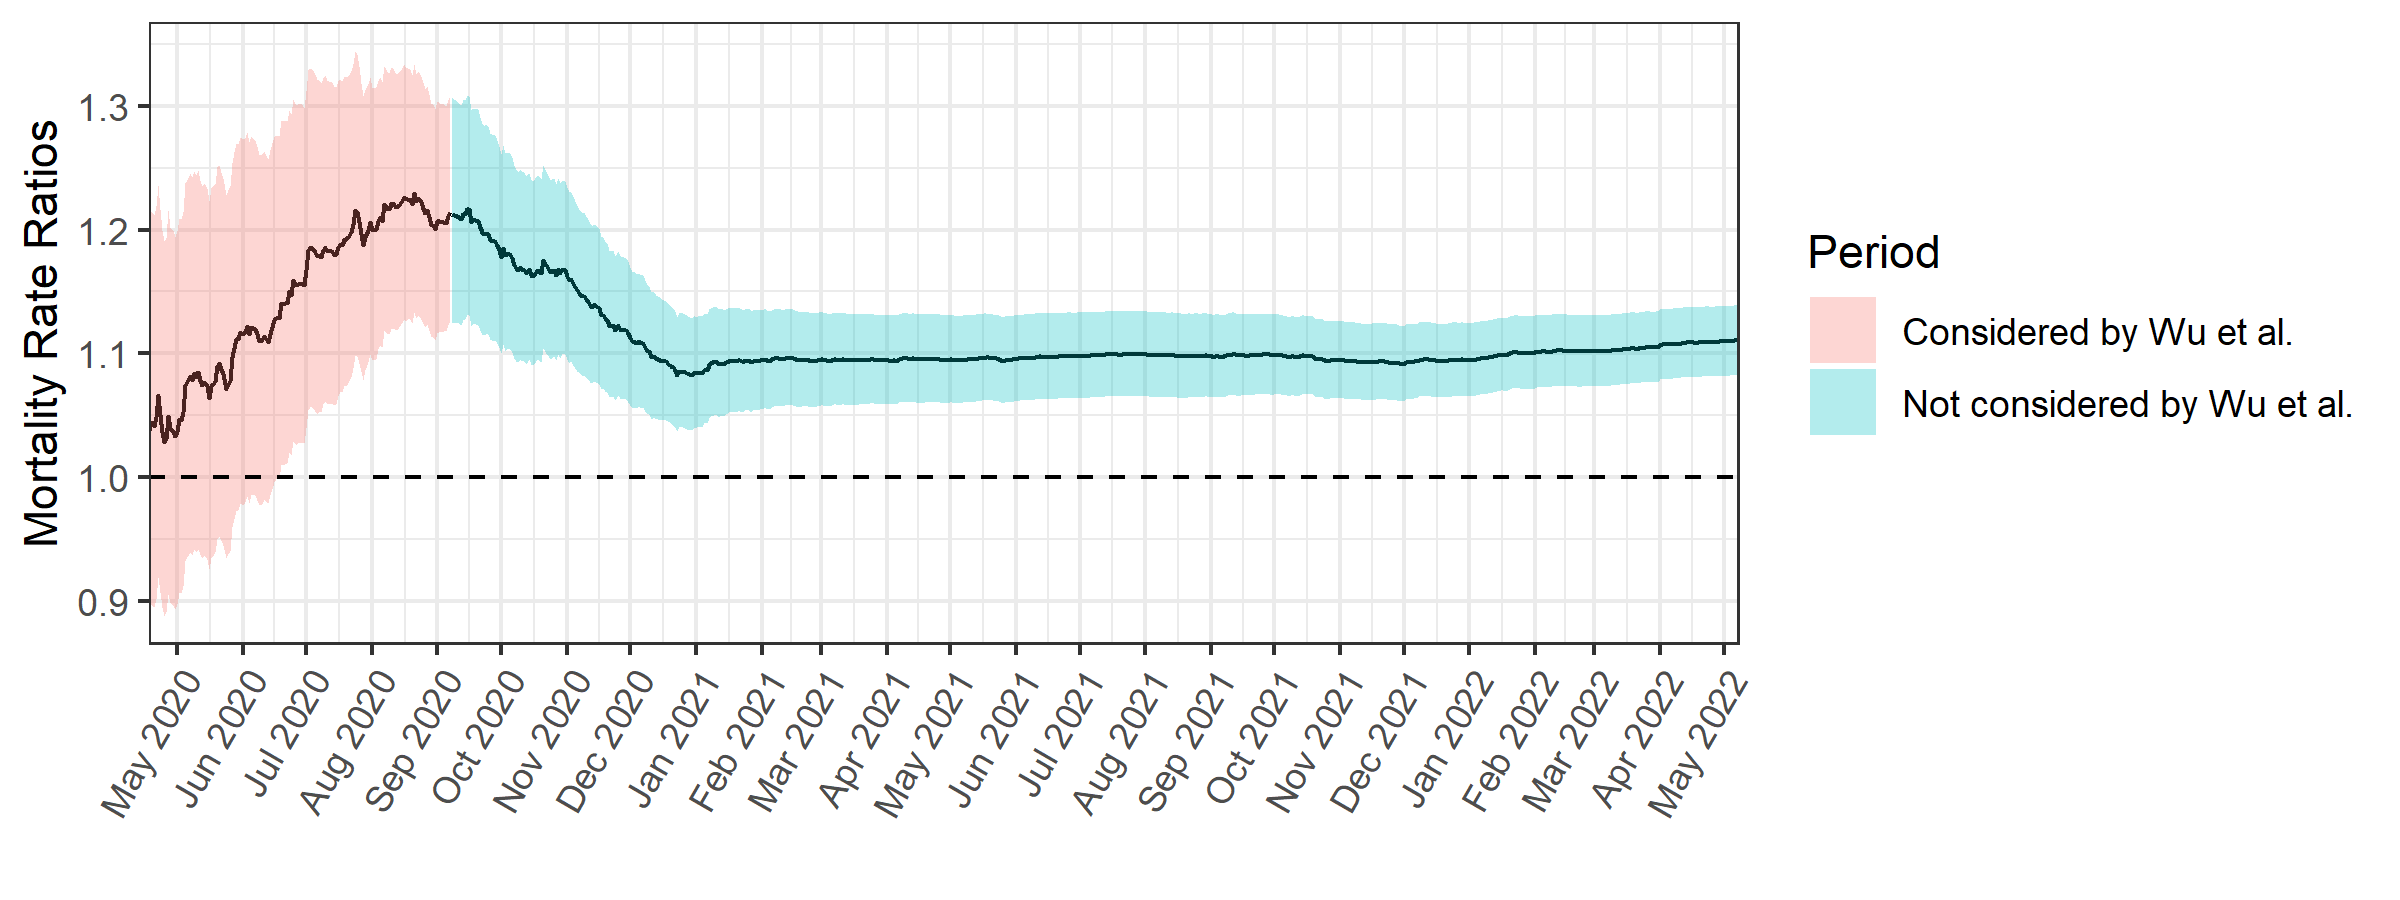 Mortality Rate Ratios
1.3
1.2
1.1
1.0
0.9
May 2020
Jun 2020
Jul 2020
Aug 2020
Sep 2020
Oct 2020
Nov 2020
Dec 2020
Jan 2021
Feb 2021
Mar 2021
Apr 2021
May 2021
Jun 2021
Jul 2021
Aug 2021
Sep 2021
Oct 2021
Nov 2021
Dec 2021
Jan 2022
Feb 2022
Mar 2022
Apr 2022
May 2022
Period
Considered by Wu et al.
Not considered by Wu et al.